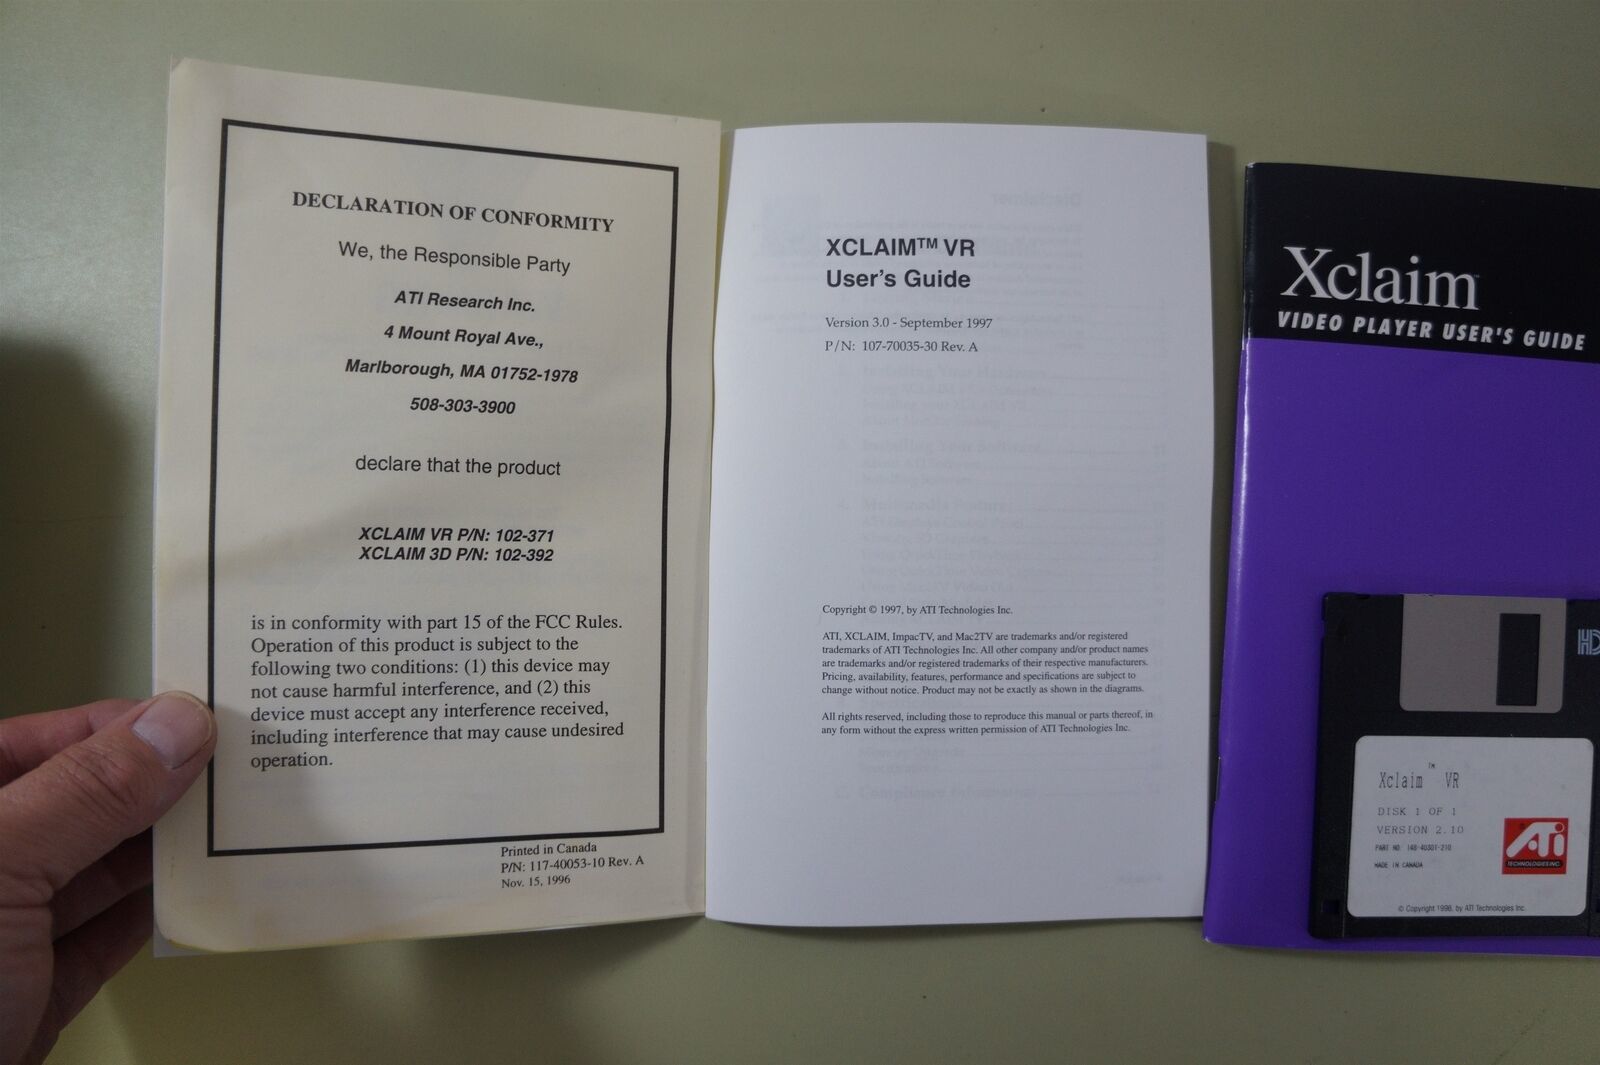 DECLARATION OF CONFORMITY
We, the Responsible Party
ATI Research Inc.
4 Mount Royal Ave.,
Marlborough, MA 01752-1978
508-303-3900
declare that the product
XCLAIM VR P/N: 102-371
XCLAIM 3D P/N: 102-392
is in conformity with part 15 of the FCC Rules.
Operation of this product is subject to the
following two conditions: (1) this device may
not cause harmful interference, and (2) this
device must accept any interference received,
including interference that may cause undesired
operation.
Printed in Canada
P/N: 117-40053-10 Rev. A
Nov. 15, 1996
XCLAIM™ VR
User's Guide
Version 3.0 - September 1997
P/N: 107-70035-30 Rev. A
Copyright © 1997, by ATI Technologies Inc.
ATI, XCLAIM, ImpacTV, and Mac2TV are trademarks and/or registered
trademarks of ATI Technologies Inc. All other company and/or product names
are trademarks and/or registered trademarks of their respective manufacturers.
Pricing, availability, features, performance and specifications are subject to
change without notice. Product may not be exactly as shown in the diagrams.
All rights reserved, including those to reproduce this manual or parts thereof, in
any form without the express written permission of ATI Technologies Inc.
Xclaim™
VIDEO PLAYER USER'S GUIDE
HD
Xclaim™ VR
DISK 1 OF 1
VERSION 2.10
PART NO: 148-40301-210
MADE IN CANADA
ATi
TECHNOLOGIES INC.
© Copyright 1996, by ATI Technologies Inc.